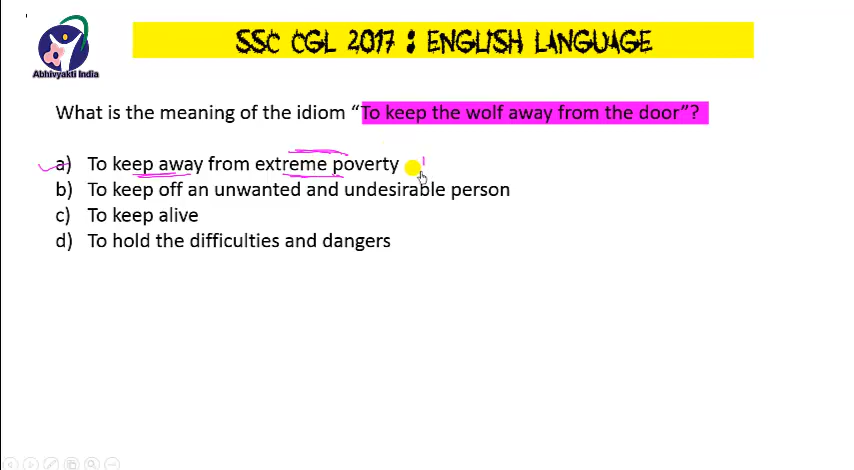 SSC CGL 2017 : ENGLISH LANGUAGE
Abhivyakti India
What is the meaning of the idiom “To keep the wolf away from the door”?
a) To keep away from extreme poverty
b) To keep off an unwanted and undesirable person
c) To keep alive
d) To hold the difficulties and dangers